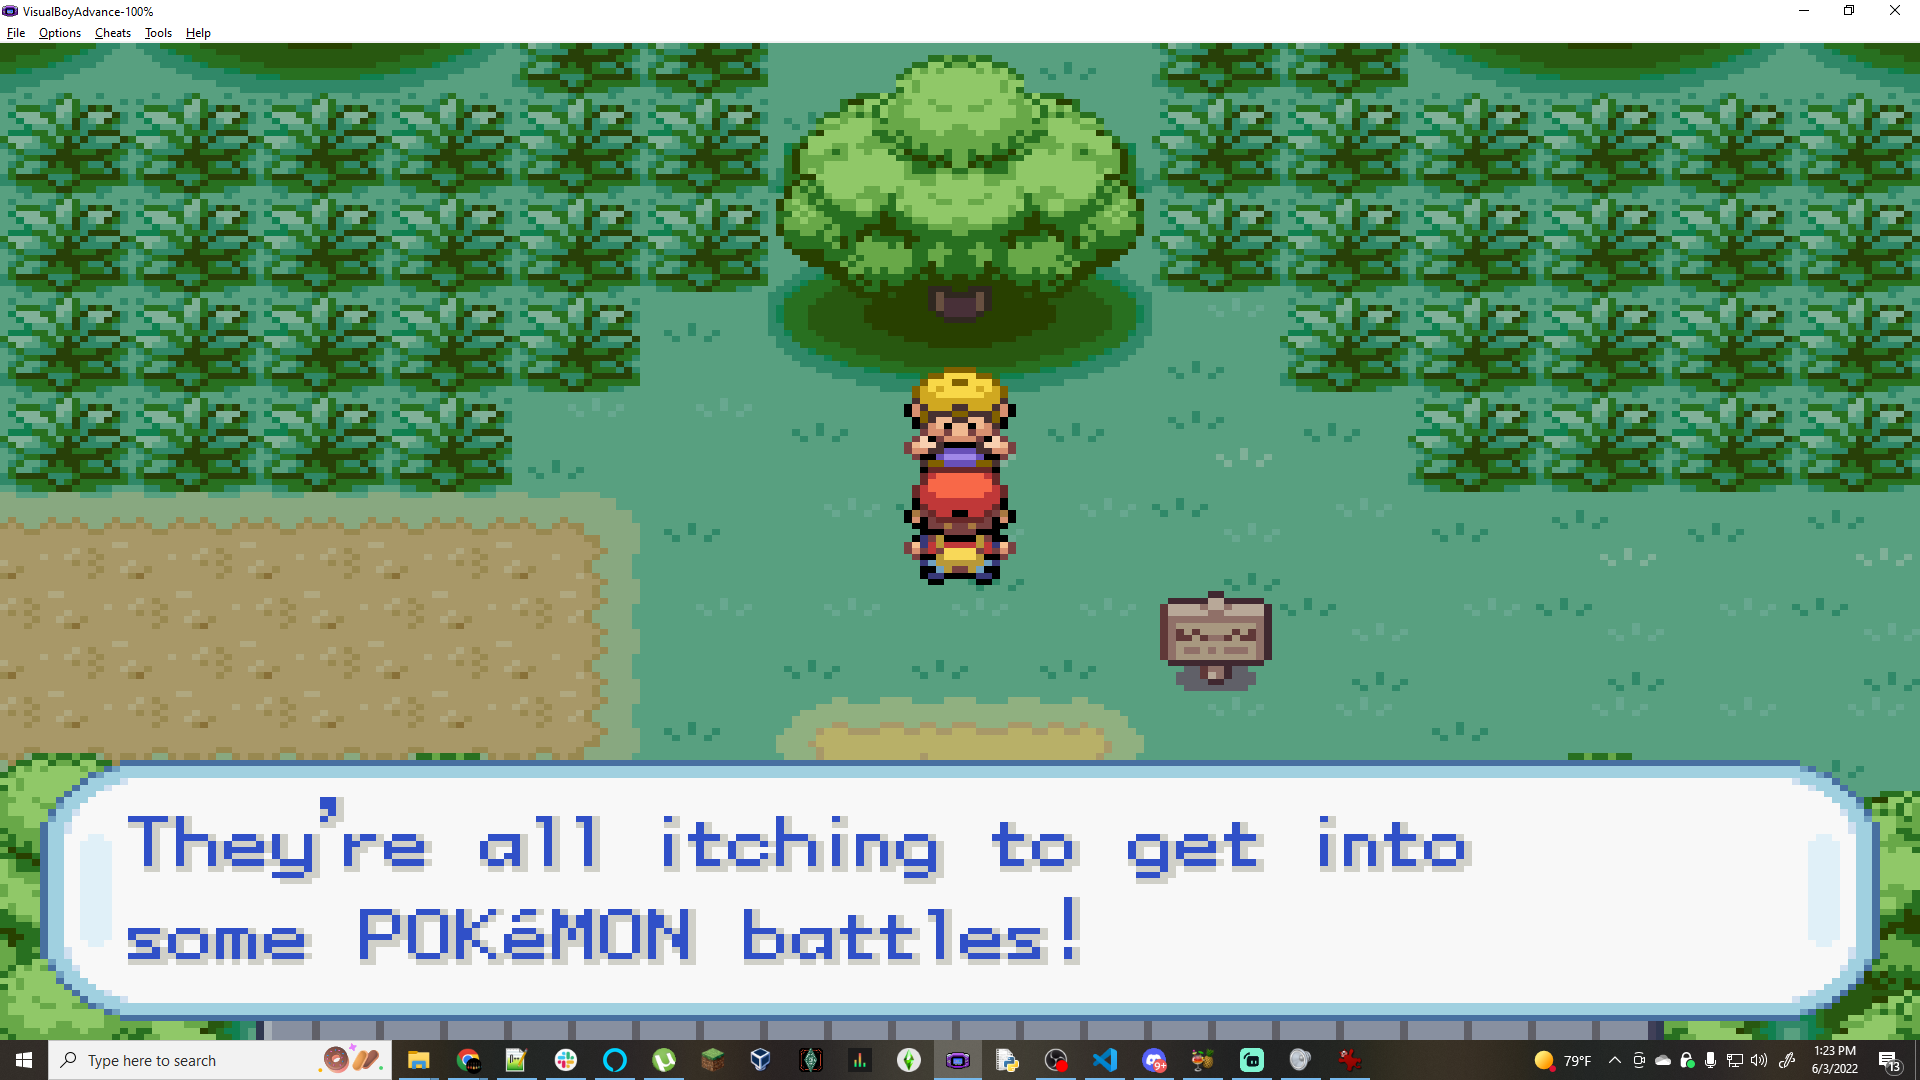 VisualBoyAdvance-100%
File Options Cheats Tools Help
They're all itching to get into
some POKéMON battles!
Type here to search
9+
79°F
1:23 PM
6/3/2022
13